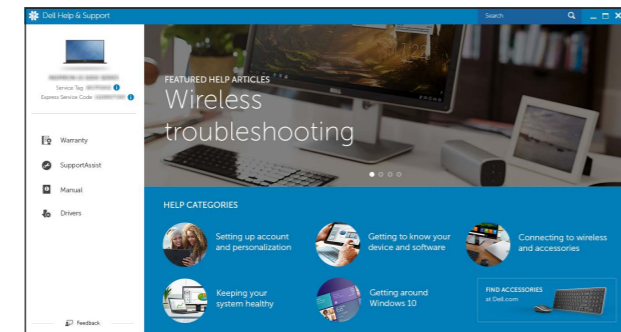 Dell Help & Support
Search
Service Tag:
Express Service Code:
Warranty
SupportAssist
Manual
Drivers
Feedback
FEATURED HELP ARTICLES
Wireless
troubleshooting
HELP CATEGORIES
Setting up account
and personalization
Getting to know your
device and software
Connecting to wireless
and accessories
Keeping your
system healthy
Getting around
Windows 10
FIND ACCESSORIES
at Dell.com